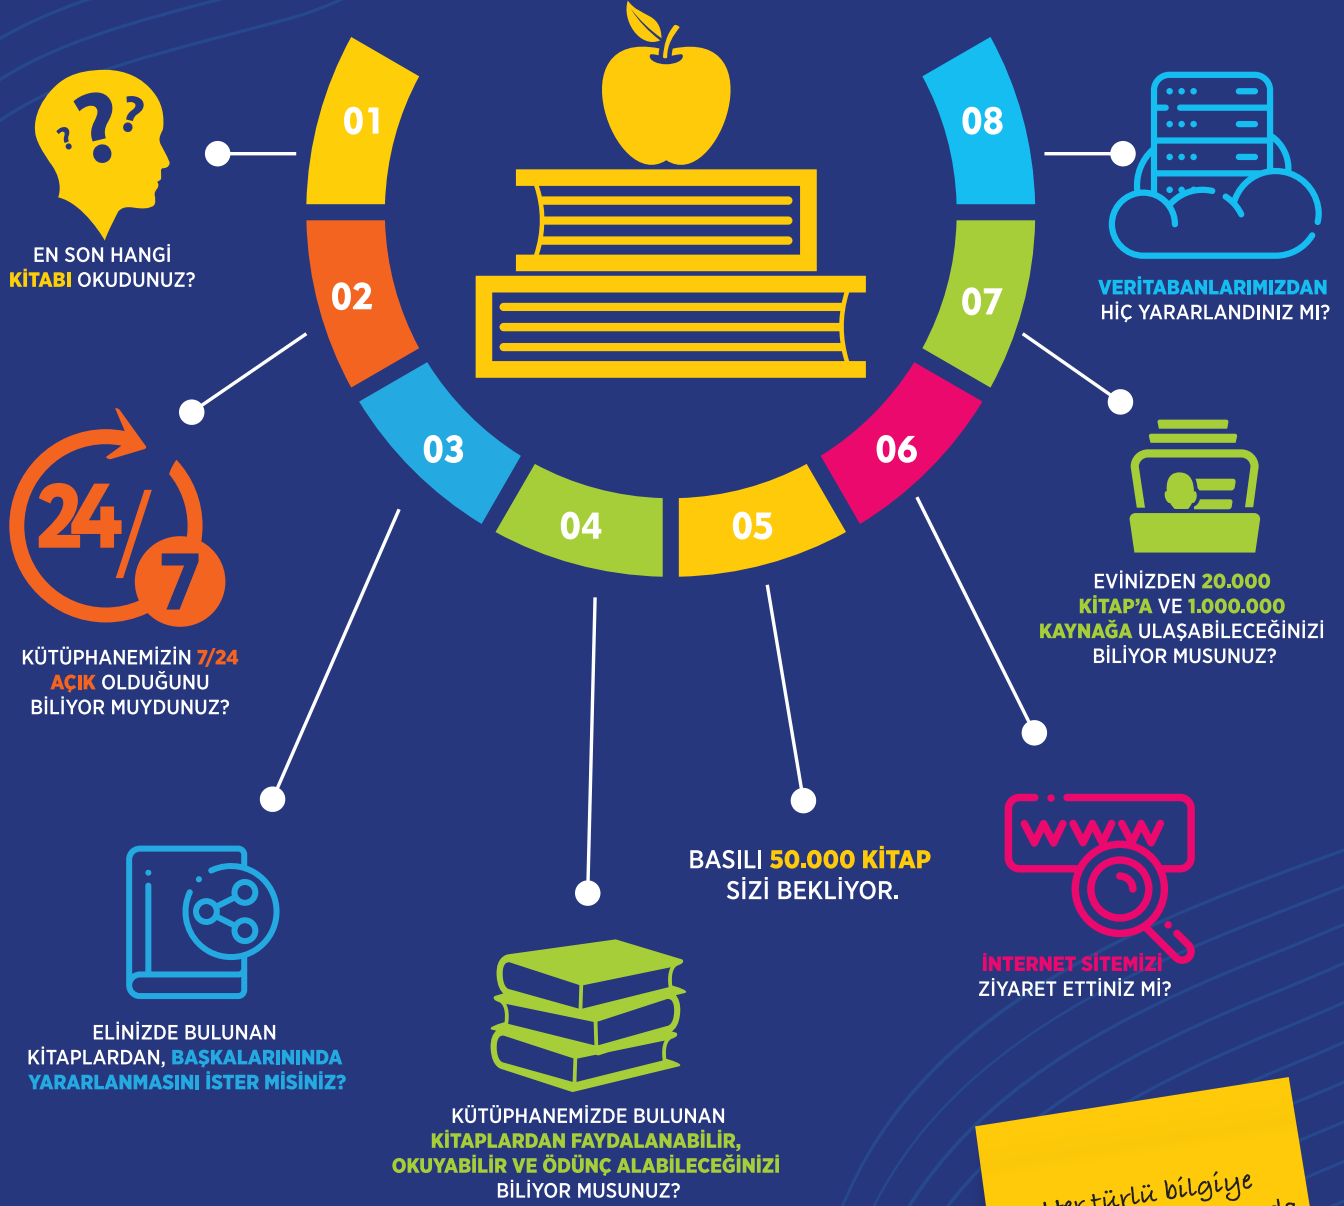 01
EN SON HANGİ
KİTABI OKUDUNUZ?
02
24/7
KÜTÜPHANEMİZİN 7/24
AÇIK OLDUĞUNU
BİLİYOR MUYDUNUZ?
03
ELİNİZDE BULUNAN
KİTAPLARDAN, BAŞKALARININDA
YARARLANMASINI İSTER MİSİNİZ?
04
KÜTÜPHANEMİZDE BULUNAN
KİTAPLARDAN FAYDALANABİLİR,
OKUYABİLİR VE ÖDÜNÇ ALABİLECEĞİNİZİ
BİLİYOR MUSUNUZ?
05
BASILI 50.000 KİTAP
SİZİ BEKLİYOR.
06
WWW
İNTERNET SİTEMİZİ
ZİYARET ETTİNİZ Mİ?
07
EVİNİZDEN 20.000
KİTAP'A VE 1.000.000
KAYNAĞA ULAŞABİLECEĞİNİZİ
BİLİYOR MUSUNUZ?
08
VERİTABANLARIMIZDAN
HİÇ YARARLANDINIZ MI?
Her türlü bilgiye